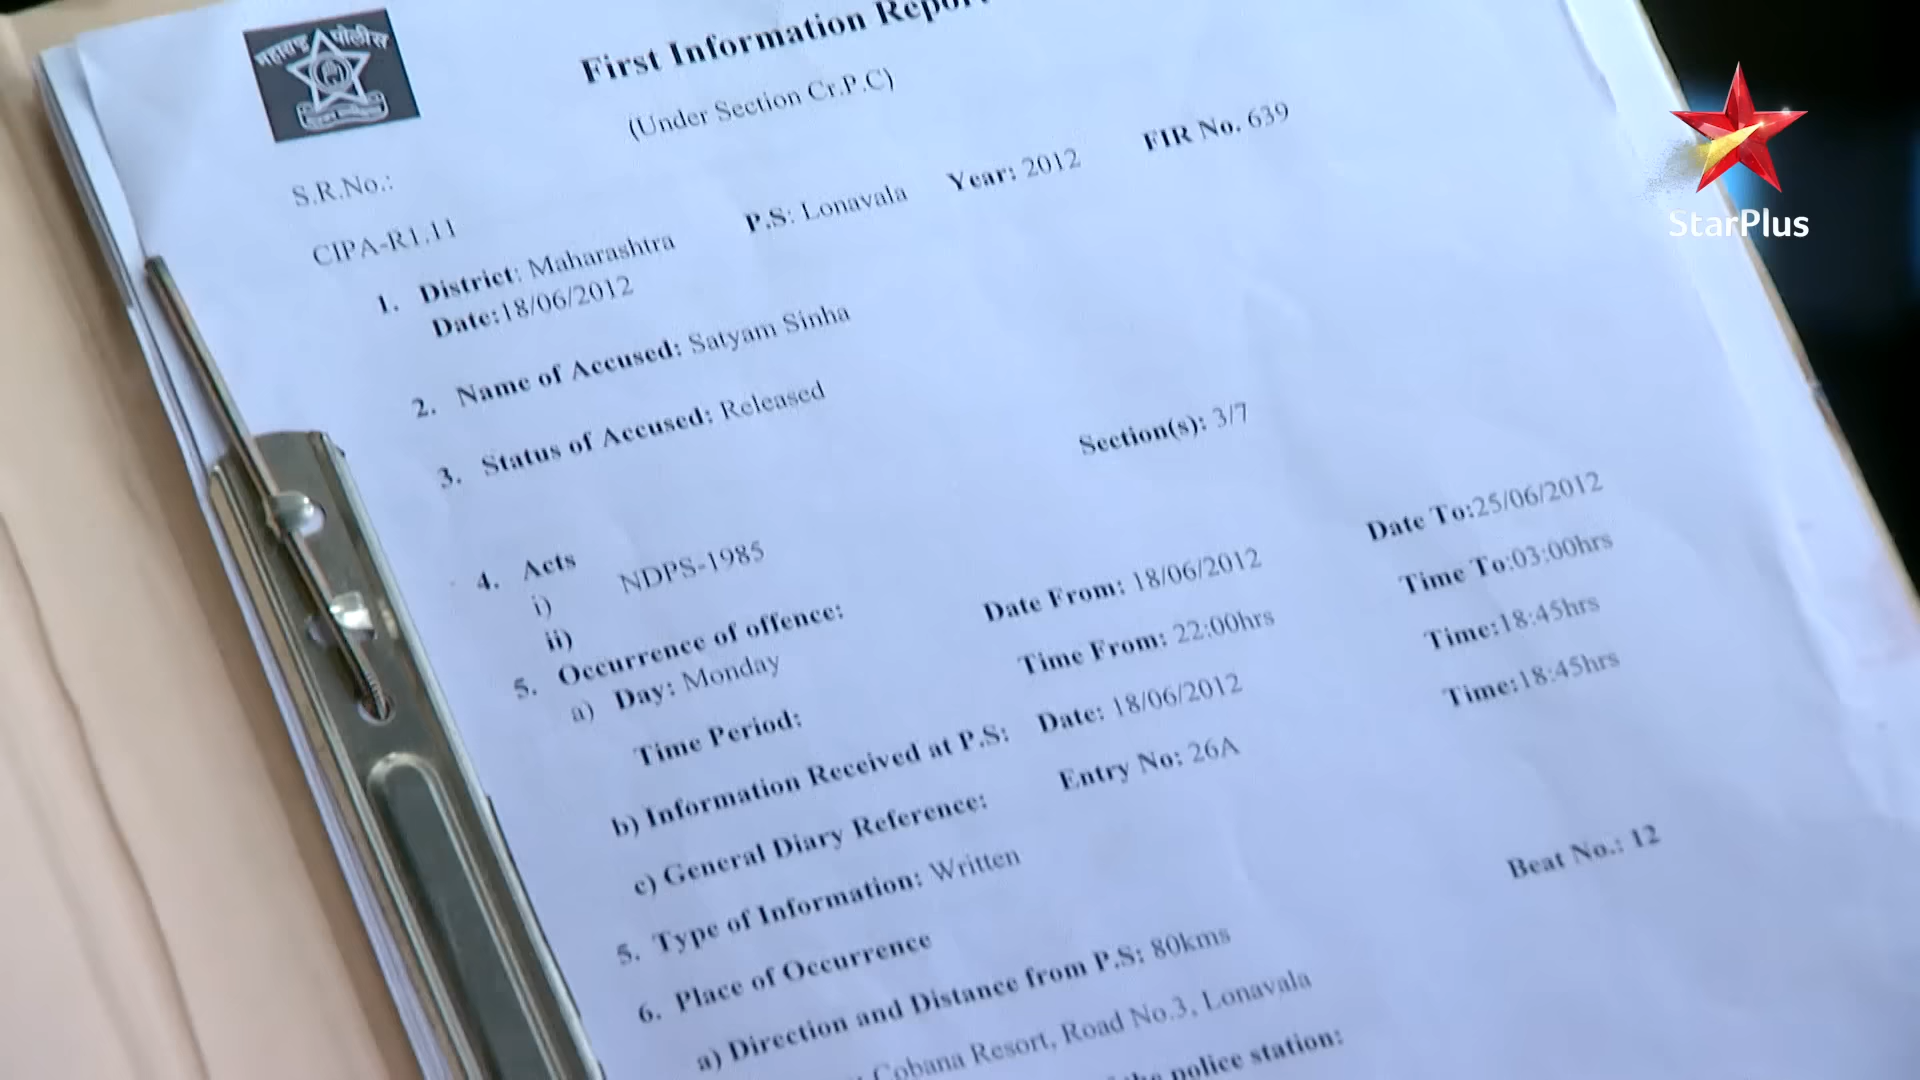 महाराष्ट्र पोलीस
First Information Report
(Under Section Cr.P.C)
S.R.No.:
CIPA-R1.11
1. District: Maharashtra P.S: Lonavala Year: 2012 FIR No. 639
Date:18/06/2012
2. Name of Accused: Satyam Sinha
3. Status of Accused: Released
Section(s): 3/7
4. Acts
i) NDPS-1985
ii)
5. Occurrence of offence:
a) Day: Monday Date From: 18/06/2012 Date To:25/06/2012
Time Period: Time From: 22:00hrs Time To:03:00hrs
b) Information Received at P.S: Date: 18/06/2012 Time:18:45hrs
c) General Diary Reference: Entry No: 26A Time:18:45hrs
5. Type of Information: Written
6. Place of Occurrence
a) Direction and Distance from P.S: 80kms Beat No.: 12
Cobana Resort, Road No.3, Lonavala
the police station:
StarPlus